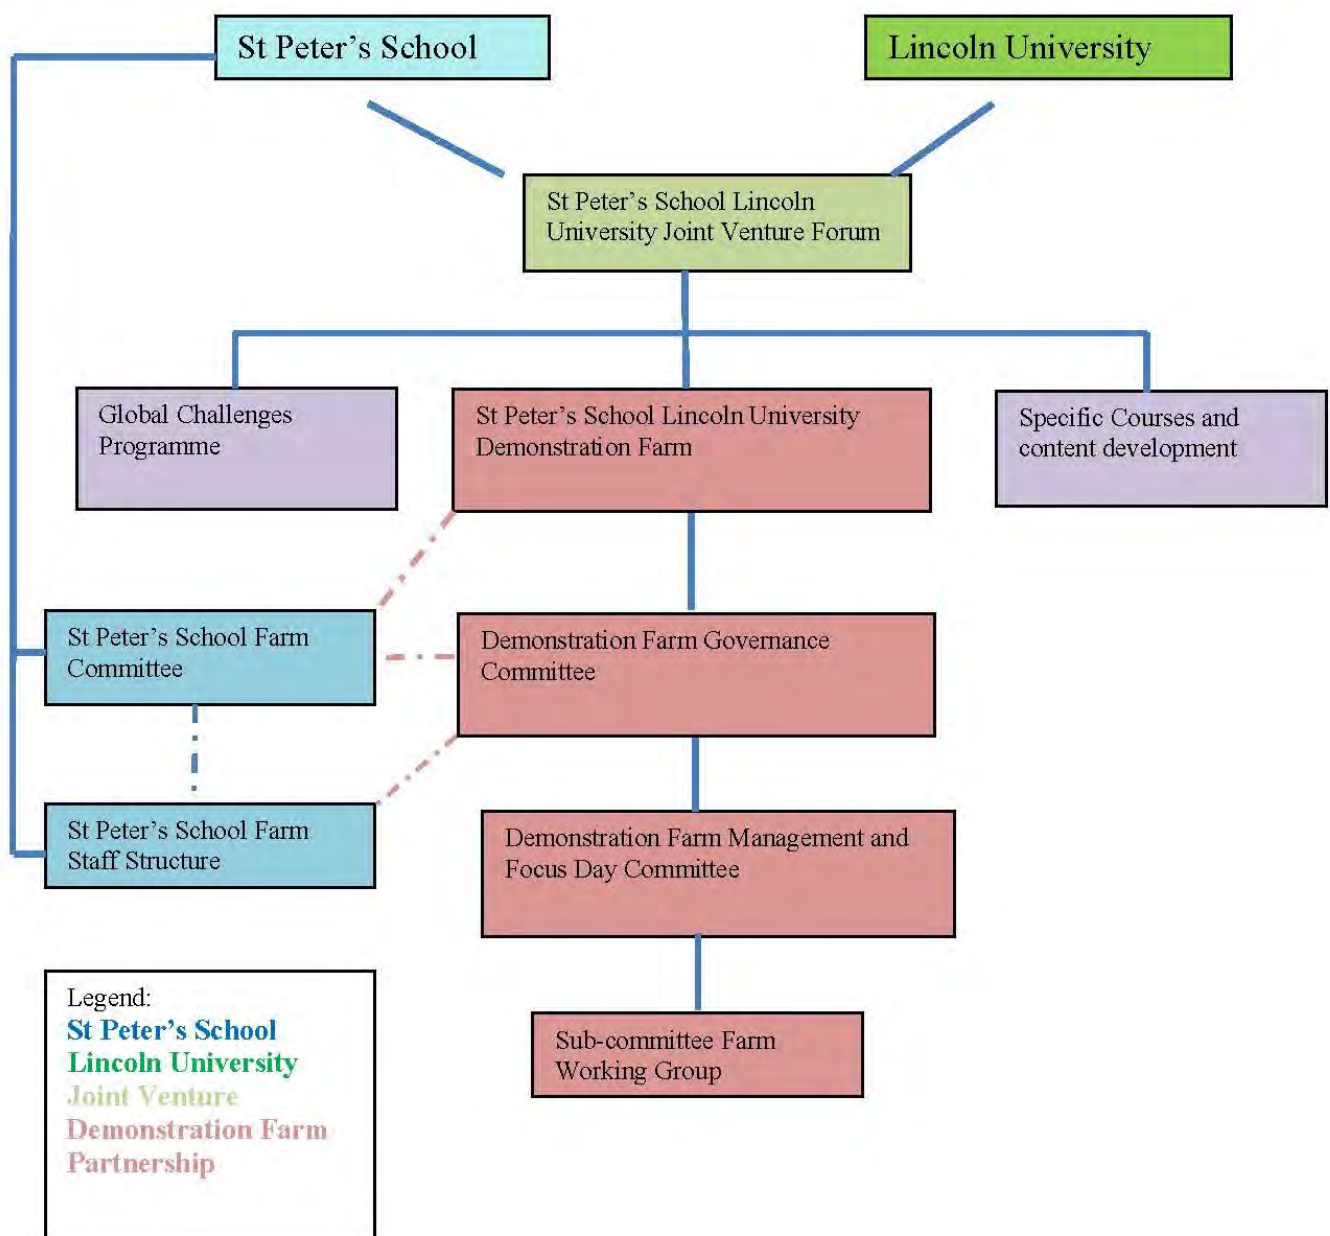 St Peter’s School
Lincoln University
St Peter’s School Lincoln
University Joint Venture Forum
Global Challenges
Programme
St Peter’s School Lincoln University
Demonstration Farm
Specific Courses and
content development
St Peter’s School Farm
Committee
Demonstration Farm Governance
Committee
St Peter’s School Farm
Staff Structure
Demonstration Farm Management and
Focus Day Committee
Sub-committee Farm
Working Group
Legend:
St Peter’s School
Lincoln University
Joint Venture
Demonstration Farm
Partnership